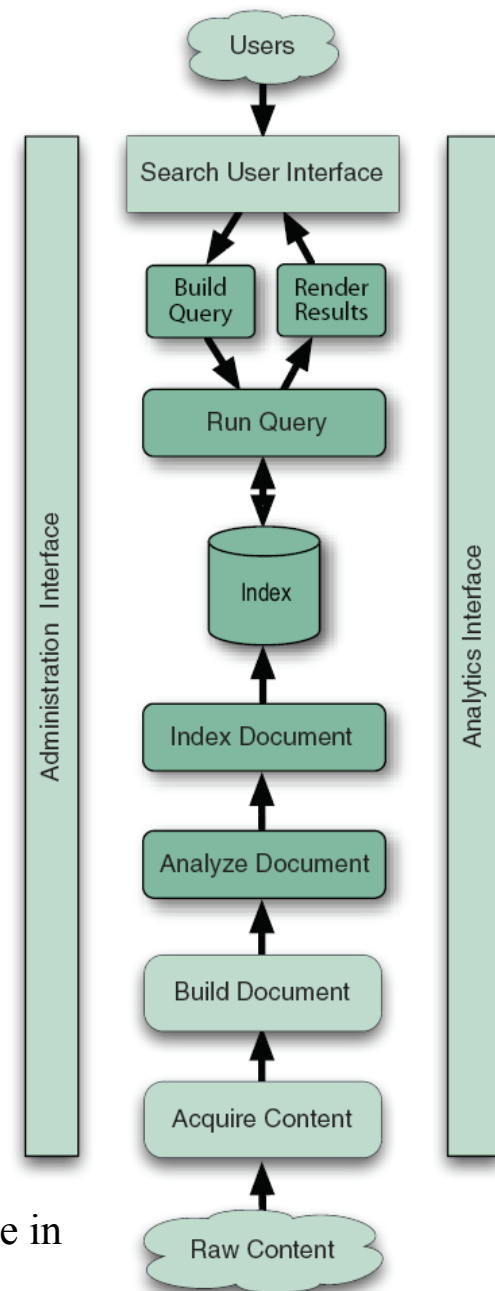 Users
Search User Interface
Build
Query
Render
Results
Run Query
Index
Index Document
Analyze Document
Build Document
Acquire Content
Raw Content
Administration Interface
Analytics Interface
e in